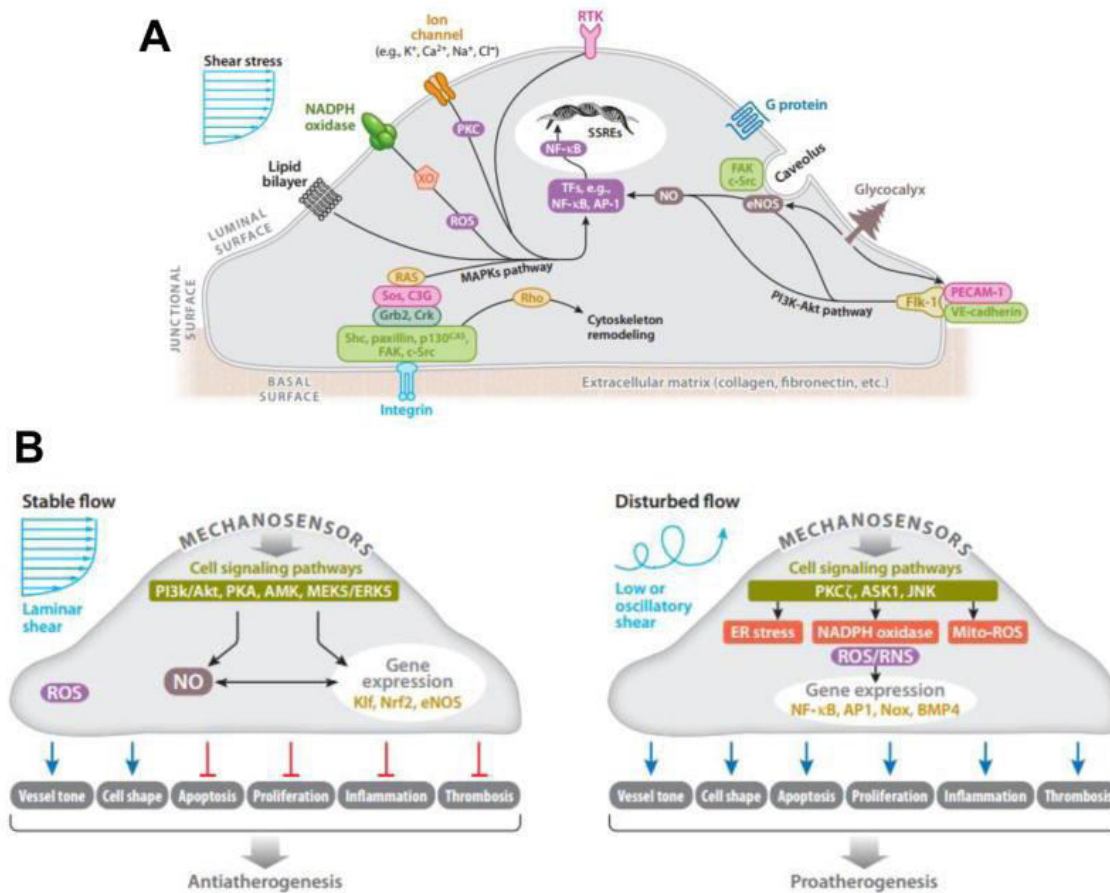 A
Shear stress
Ion
channel
(e.g., K⁺, Ca²⁺, Na⁺, Cl⁻)
RTK
NADPH
oxidase
PKC
G protein
SSREs
NF-κB
Lipid
bilayer
XO
FAK
c-Src
Caveolus
TFs, e.g.,
NF-κB, AP-1
NO
eNOS
Glycocalyx
ROS
LUMINAL
SURFACE
MAPKs pathway
RAS
JUNCTIONAL
SURFACE
Sos, C3G
Rho
PI3K-Akt pathway
Flk-1
PECAM-1
VE-cadherin
Grb2, Crk
Cytoskeleton
remodeling
Shc, paxillin, p130ᶜᴬˢ,
FAK, c-Src
BASAL
SURFACE
Extracellular matrix (collagen, fibronectin, etc.)
Integrin
B
Stable flow
MECHANOSENSORS
Cell signaling pathways
PI3k/Akt, PKA, AMK, MEK5/ERK5
Laminar
shear
ROS
NO
Gene
expression
Klf, Nrf2, eNOS
Vessel tone
Cell shape
Apoptosis
Proliferation
Inflammation
Thrombosis
Antiatherogenesis
Disturbed flow
MECHANOSENSORS
Cell signaling pathways
PKCζ, ASK1, JNK
Low or
oscillatory
shear
ER stress
NADPH oxidase
Mito-ROS
ROS/RNS
Gene expression
NF-κB, AP1, Nox, BMP4
Vessel tone
Cell shape
Apoptosis
Proliferation
Inflammation
Thrombosis
Proatherogenesis